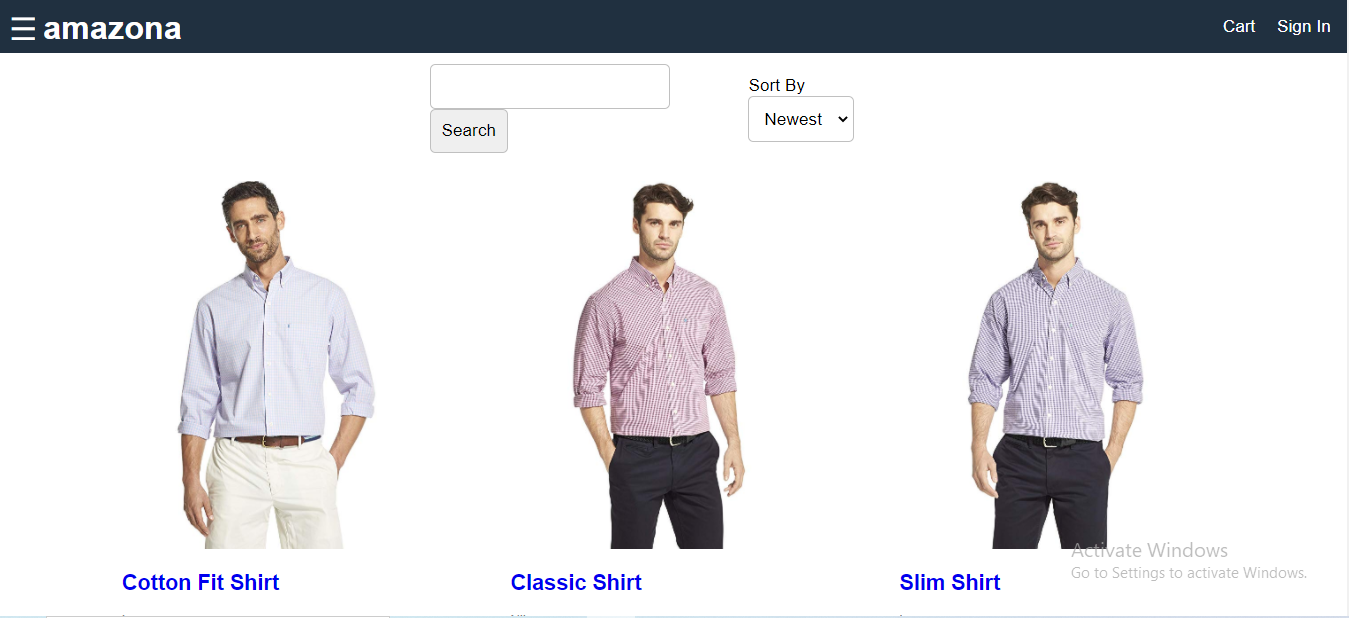 ☰ amazona
Cart
Sign In
Sort By
Newest
Search
Cotton Fit Shirt
Classic Shirt
Slim Shirt
Activate Windows
Go to Settings to activate Windows.